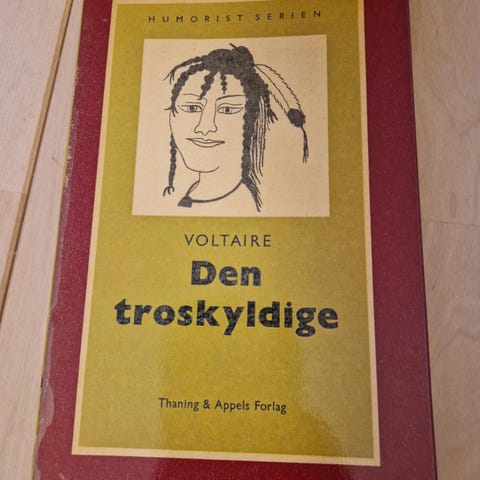 HUMORIST SERIEN
VOLTAIRE
Den
troskyldige
Thaning & Appels Forlag